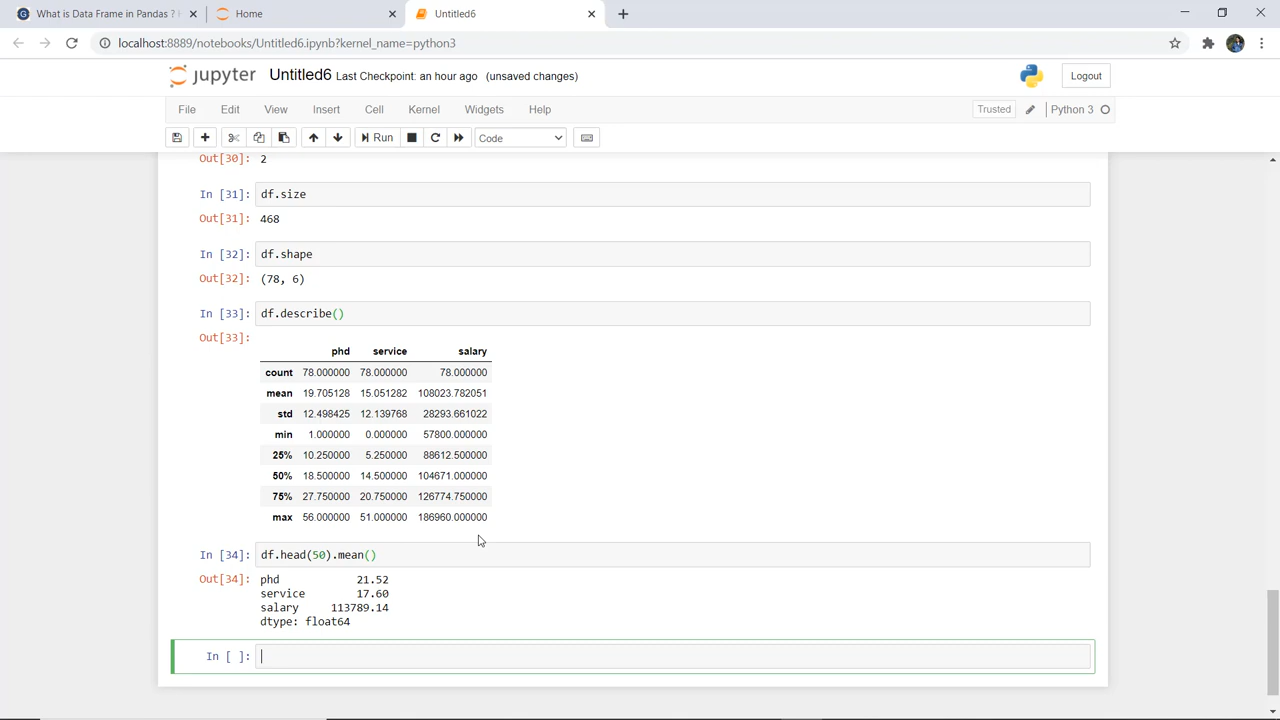 What is Data Frame in Pandas ?
Home
Untitled6
localhost:8889/notebooks/Untitled6.ipynb?kernel_name=python3
jupyter Untitled6 Last Checkpoint: an hour ago (unsaved changes)
Logout
File Edit View Insert Cell Kernel Widgets Help
Trusted Python 3
Run Code
Out[30]: 2
In [31]: df.size
Out[31]: 468
In [32]: df.shape
Out[32]: (78, 6)
In [33]: df.describe()
Out[33]:
phd service salary
count 78.000000 78.000000 78.000000
mean 19.705128 15.051282 108023.782051
std 12.498425 12.139768 28293.661022
min 1.000000 0.000000 57800.000000
25% 10.250000 5.250000 88612.500000
50% 18.500000 14.500000 104671.000000
75% 27.750000 20.750000 126774.750000
max 56.000000 51.000000 186960.000000
In [34]: df.head(50).mean()
Out[34]: phd 21.52
service 17.60
salary 113789.14
dtype: float64
In [ ]: